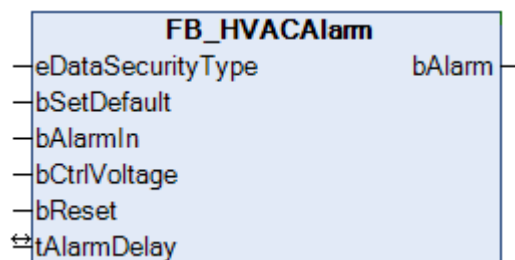 FB_HVACAlarm
eDataSecurityType bAlarm
bSetDefault
bAlarmIn
bCtrlVoltage
bReset
tAlarmDelay